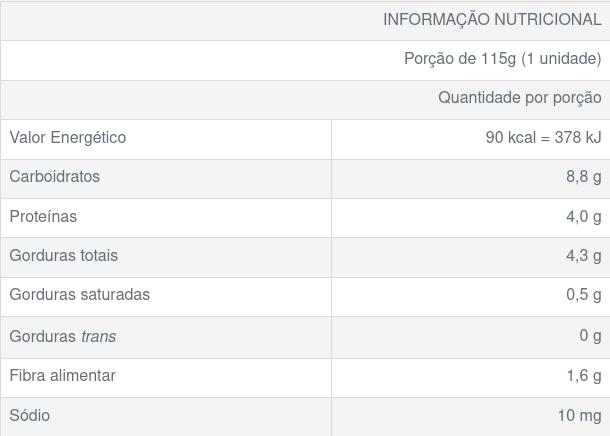 INFORMAÇÃO NUTRICIONAL
Porção de 115g (1 unidade)
Quantidade por porção
Valor Energético 90 kcal = 378 kJ
Carboidratos 8,8 g
Proteínas 4,0 g
Gorduras totais 4,3 g
Gorduras saturadas 0,5 g
Gorduras trans 0 g
Fibra alimentar 1,6 g
Sódio 10 mg